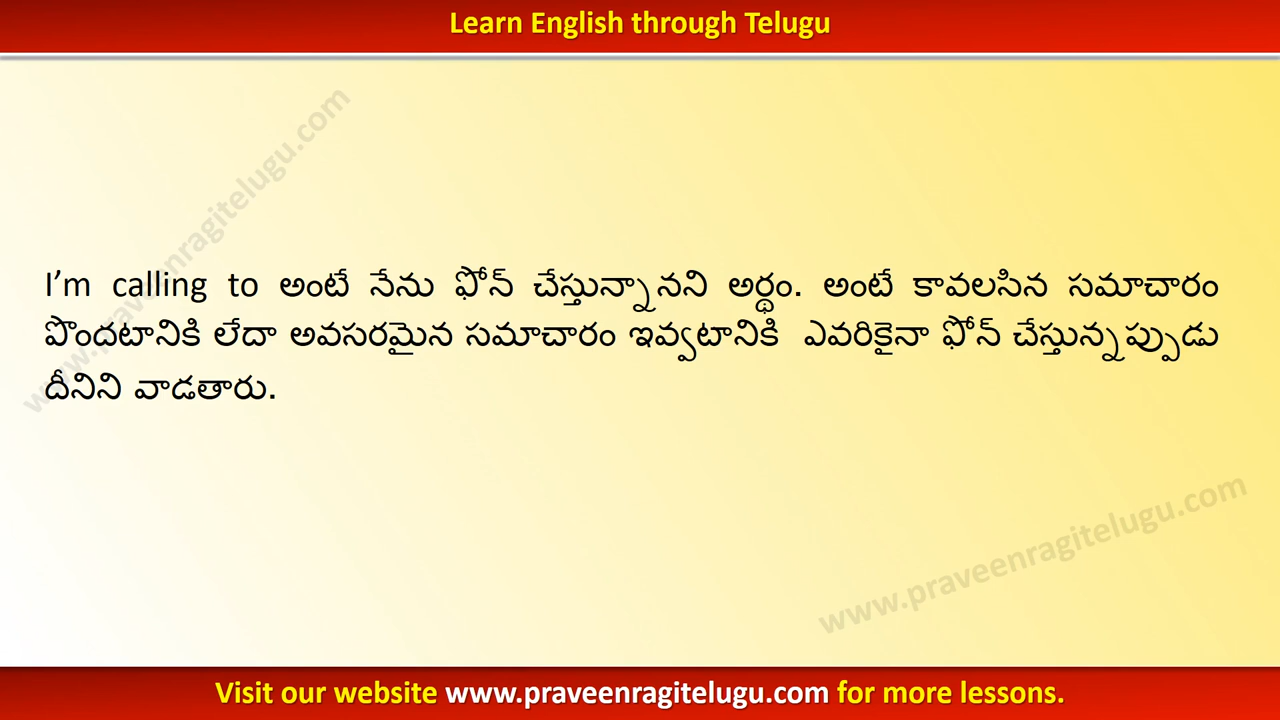 Learn English through Telugu
www.praveenragitelugu.com
I’m calling to అంటే నేను ఫోన్ చేస్తున్నానని అర్థం. అంటే కావలసిన సమాచారం
పొందటానికి లేదా అవసరమైన సమాచారం ఇవ్వటానికి ఎవరికైనా ఫోన్ చేస్తున్నప్పుడు
దీనిని వాడతారు.
www.praveenragitelugu.com
Visit our website www.praveenragitelugu.com for more lessons.